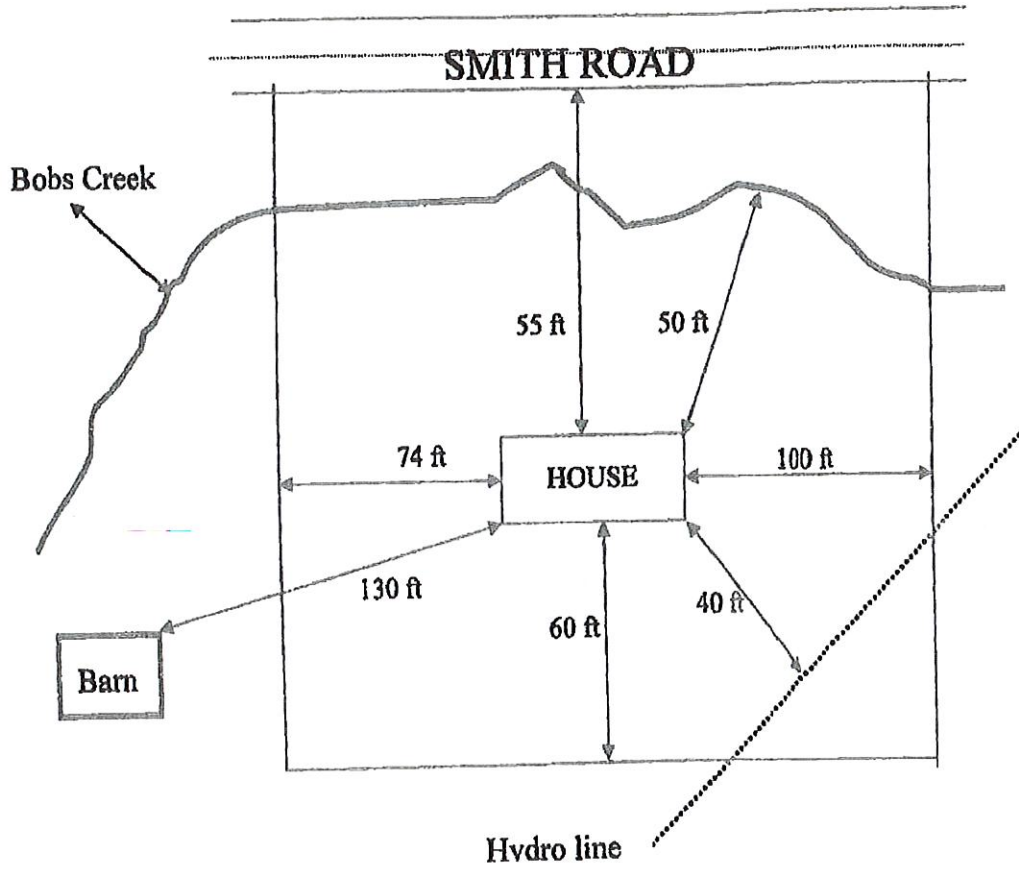 SMITH ROAD
Bobs Creek
55 ft
50 ft
74 ft
HOUSE
100 ft
130 ft
60 ft
40 ft
Barn
Hydro line